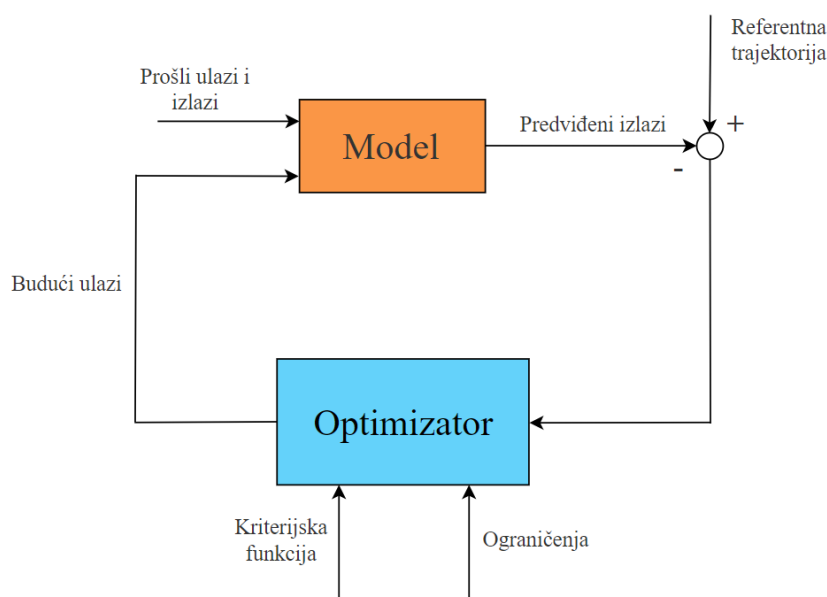 Referentna
trajektorija
Prošli ulazi i
izlazi
+
Predviđeni izlazi
Model
-
Budući ulazi
Optimizator
Kriterijska
funkcija
Ograničenja